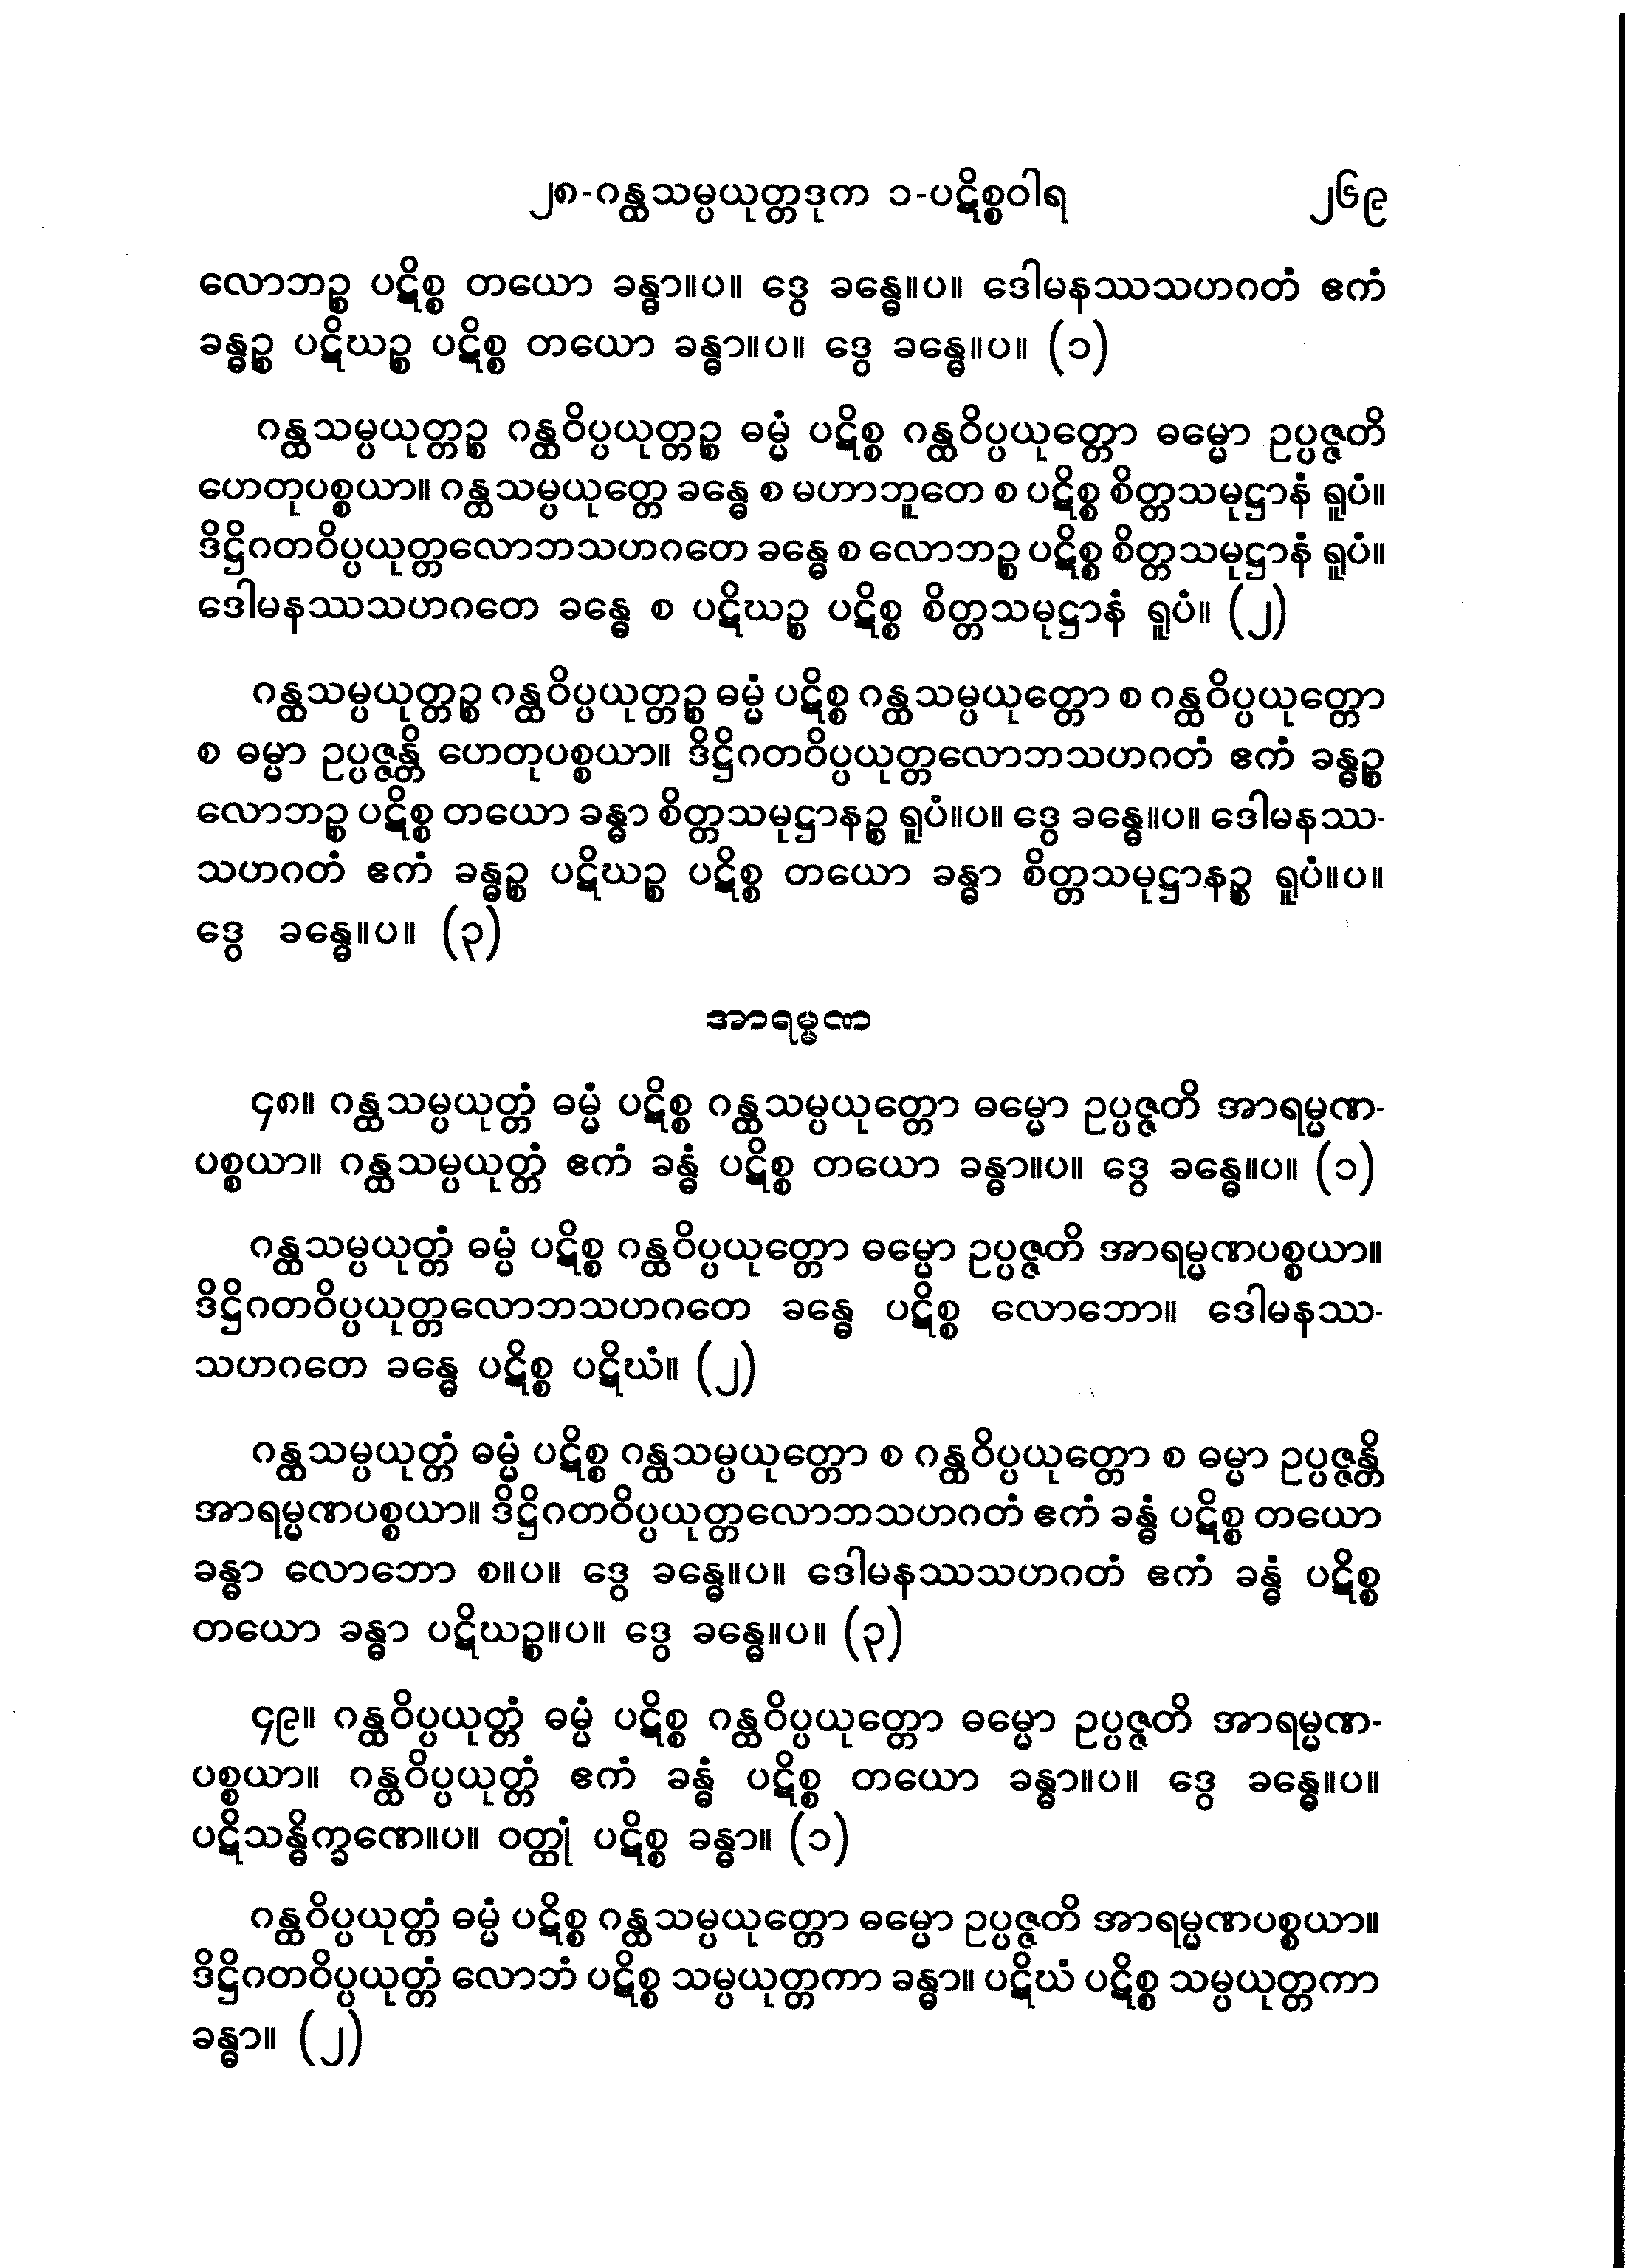 ၂၈-ဂန္ထသမ္ပယုတ္တဒုက ၁-ပဋိစ္စဝါရ ၂၆၉
လောဘဉ္စ ပဋိစ္စ တယော ခန္ဓာ။ပ။ ဒွေ ခန္ဓေ။ပ။ ဒေါမနဿသဟဂတံ ဧကံ
ခန္ဓဉ္စ ပဋိဃဉ္စ ပဋိစ္စ တယော ခန္ဓာ။ပ။ ဒွေ ခန္ဓေ။ပ။ (၁)
ဂန္ထသမ္ပယုတ္တဉ္စ ဂန္ထဝိပ္ပယုတ္တဉ္စ ဓမ္မံ ပဋိစ္စ ဂန္ထဝိပ္ပယုတ္တော ဓမ္မော ဥပ္ပဇ္ဇတိ
ဟေတုပစ္စယာ။ ဂန္ထသမ္ပယုတ္တေ ခန္ဓေ စ မဟာဘူတေ စ ပဋိစ္စ စိတ္တသမုဋ္ဌာနံ ရူပံ။
ဒိဋ္ဌိဂတဝိပ္ပယုတ္တလောဘသဟဂတေ ခန္ဓေ စ လောဘဉ္စ ပဋိစ္စ စိတ္တသမုဋ္ဌာနံ ရူပံ။
ဒေါမနဿသဟဂတေ ခန္ဓေ စ ပဋိဃဉ္စ ပဋိစ္စ စိတ္တသမုဋ္ဌာနံ ရူပံ။ (၂)
ဂန္ထသမ္ပယုတ္တဉ္စ ဂန္ထဝိပ္ပယုတ္တဉ္စ ဓမ္မံ ပဋိစ္စ ဂန္ထသမ္ပယုတ္တော စ ဂန္ထဝိပ္ပယုတ္တော
စ ဓမ္မာ ဥပ္ပဇ္ဇန္တိ ဟေတုပစ္စယာ။ ဒိဋ္ဌိဂတဝိပ္ပယုတ္တလောဘသဟဂတံ ဧကံ ခန္ဓဉ္စ
လောဘဉ္စ ပဋိစ္စ တယော ခန္ဓာ စိတ္တသမုဋ္ဌာနဉ္စ ရူပံ။ပ။ ဒွေ ခန္ဓေ။ပ။ ဒေါမနဿ-
သဟဂတံ ဧကံ ခန္ဓဉ္စ ပဋိဃဉ္စ ပဋိစ္စ တယော ခန္ဓာ စိတ္တသမုဋ္ဌာနဉ္စ ရူပံ။ပ။
ဒွေ ခန္ဓေ။ပ။ (၃)
အာရမ္မဏ
၄၈။ ဂန္ထသမ္ပယုတ္တံ ဓမ္မံ ပဋိစ္စ ဂန္ထသမ္ပယုတ္တော ဓမ္မော ဥပ္ပဇ္ဇတိ အာရမ္မဏ-
ပစ္စယာ။ ဂန္ထသမ္ပယုတ္တံ ဧကံ ခန္ဓံ ပဋိစ္စ တယော ခန္ဓာ။ပ။ ဒွေ ခန္ဓေ။ပ။ (၁)
ဂန္ထသမ္ပယုတ္တံ ဓမ္မံ ပဋိစ္စ ဂန္ထဝိပ္ပယုတ္တော ဓမ္မော ဥပ္ပဇ္ဇတိ အာရမ္မဏပစ္စယာ။
ဒိဋ္ဌိဂတဝိပ္ပယုတ္တလောဘသဟဂတေ ခန္ဓေ ပဋိစ္စ လောဘော။ ဒေါမနဿ-
သဟဂတေ ခန္ဓေ ပဋိစ္စ ပဋိဃံ။ (၂)
ဂန္ထသမ္ပယုတ္တံ ဓမ္မံ ပဋိစ္စ ဂန္ထသမ္ပယုတ္တော စ ဂန္ထဝိပ္ပယုတ္တော စ ဓမ္မာ ဥပ္ပဇ္ဇန္တိ
အာရမ္မဏပစ္စယာ။ ဒိဋ္ဌိဂတဝိပ္ပယုတ္တလောဘသဟဂတံ ဧကံ ခန္ဓံ ပဋိစ္စ တယော
ခန္ဓာ လောဘော စ။ပ။ ဒွေ ခန္ဓေ။ပ။ ဒေါမနဿသဟဂတံ ဧကံ ခန္ဓံ ပဋိစ္စ
တယော ခန္ဓာ ပဋိဃဉ္စ။ပ။ ဒွေ ခန္ဓေ။ပ။ (၃)
၄၉။ ဂန္ထဝိပ္ပယုတ္တံ ဓမ္မံ ပဋိစ္စ ဂန္ထဝိပ္ပယုတ္တော ဓမ္မော ဥပ္ပဇ္ဇတိ အာရမ္မဏ-
ပစ္စယာ။ ဂန္ထဝိပ္ပယုတ္တံ ဧကံ ခန္ဓံ ပဋိစ္စ တယော ခန္ဓာ။ပ။ ဒွေ ခန္ဓေ။ပ။
ပဋိသန္ဓိက္ခဏေ။ပ။ ဝတ္ထုံ ပဋိစ္စ ခန္ဓာ။ (၁)
ဂန္ထဝိပ္ပယုတ္တံ ဓမ္မံ ပဋိစ္စ ဂန္ထသမ္ပယုတ္တော ဓမ္မော ဥပ္ပဇ္ဇတိ အာရမ္မဏပစ္စယာ။
ဒိဋ္ဌိဂတဝိပ္ပယုတ္တံ လောဘံ ပဋိစ္စ သမ္ပယုတ္တကာ ခန္ဓာ။ ပဋိဃံ ပဋိစ္စ သမ္ပယုတ္တကာ
ခန္ဓာ။ (၂)